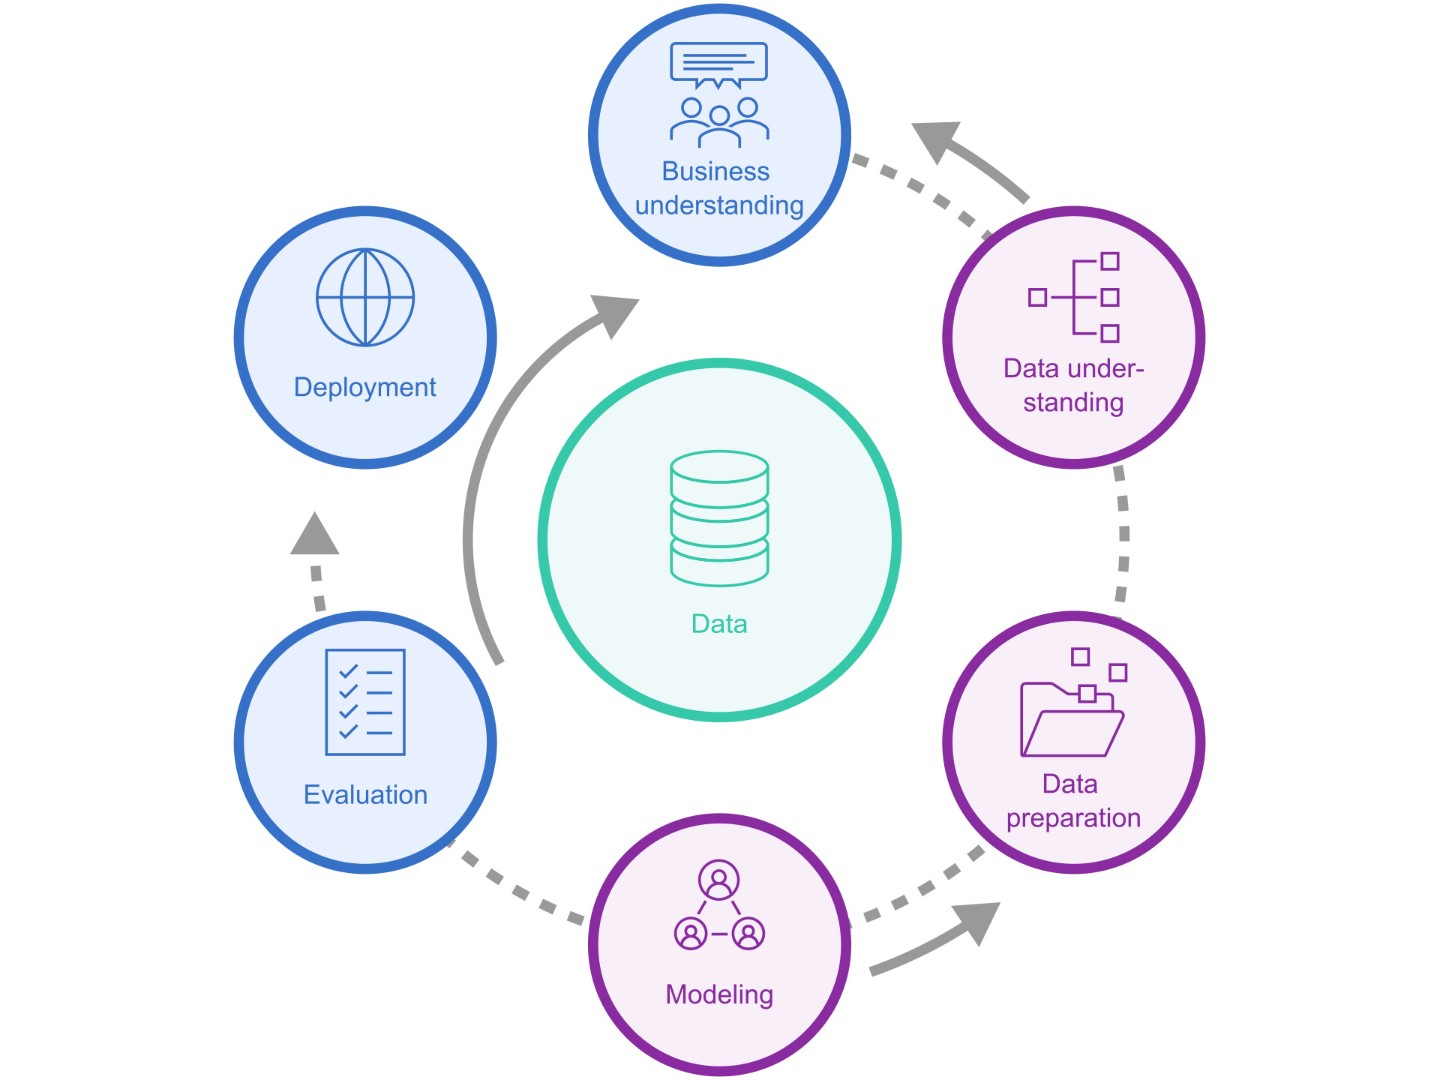 Business
understanding
Deployment
Data under-
standing
Data
Evaluation
Data
preparation
Modeling